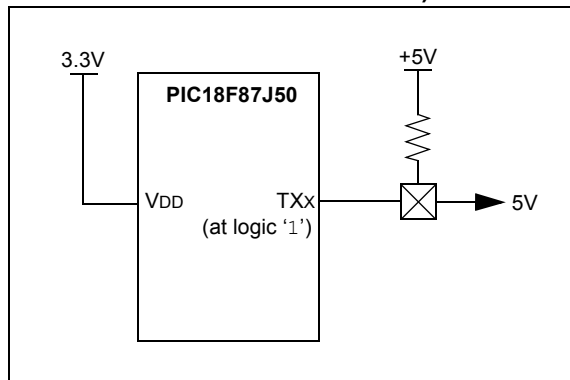 3.3V
+5V
PIC18F87J50
VDD
TXX
5V
(at logic ‘1’)